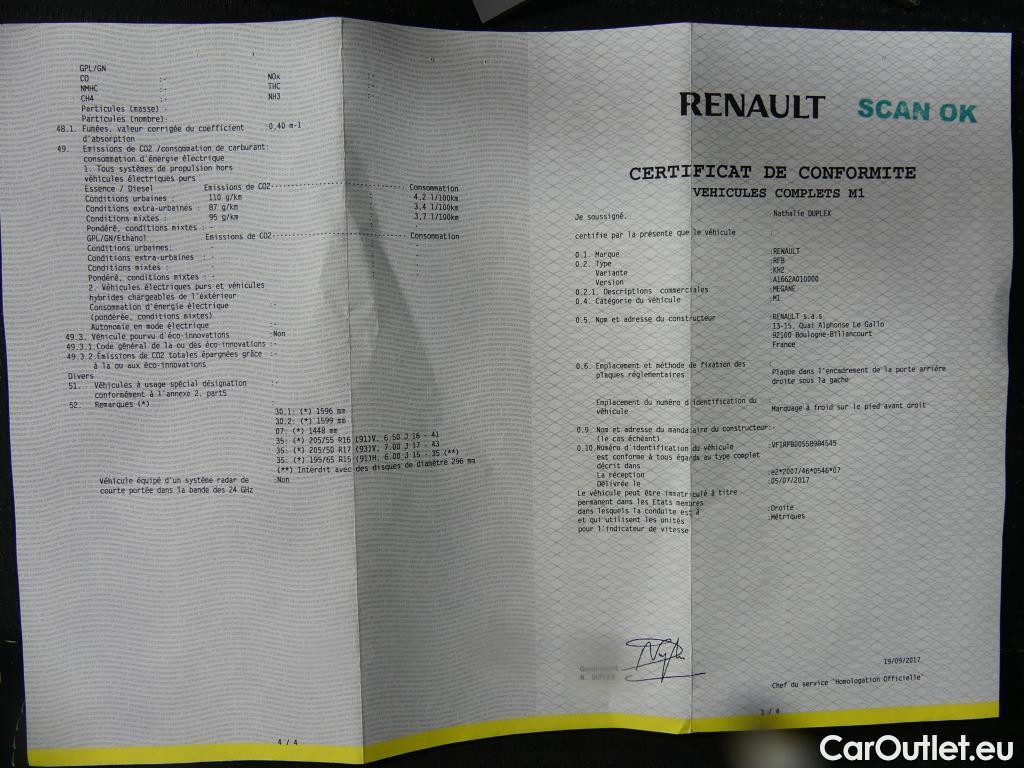 GPL/GN
CO :- NOx :-
NMHC :- THC :-
CH4 :- NH3 :-
Particules (masse) :-
Particules (nombre):-
48.1. Fumées, valeur corrigée du coefficient :0,40 m-1
d'absorption
49. Emissions de CO2 /consommation de carburant:
consommation d'énergie électrique
1. Tous systèmes de propulsion hors
véhicules électriques purs
Essence / Diesel Emissions de CO2 Consommation
Conditions urbaines : 110 g/km 4,2 l/100km
Conditions extra-urbaines : 87 g/km 3,4 l/100km
Conditions mixtes : 95 g/km 3,7 l/100km
Pondéré, conditions mixtes : -
GPL/GN/Ethanol Emissions de CO2 Consommation
Conditions urbaines: -
Conditions extra-urbaines : -
Conditions mixtes : -
Pondéré, conditions mixtes : -
2. Véhicules électriques purs et véhicules
hybrides chargeables de l'extérieur
Consommation d'énergie électrique :-
(pondérée, conditions mixtes)
Autonomie en mode électrique :-
49.3. Véhicule pourvu d'éco-innovations :Non
49.3.1.Code général de la ou des éco-innovations :-
49.3.2.Emissions de CO2 totales épargnées grâce :-
à la ou aux éco-innovations
Divers
51. Véhicules à usage spécial désignation :-
conformément à l'annexe 2, part5
52. Remarques (*) :
30.1: (*) 1596 mm
30.2: (*) 1599 mm
07: (*) 1448 mm
35: (*) 205/55 R16 (91)V, 6.50 J 16 - 41
35: (*) 205/50 R17 (93)V, 7.00 J 17 - 43
35: (*) 195/65 R15 (91)H, 6.00 J 15 - 35 (**)
(**) Interdit avec des disques de diamètre 296 mm
Véhicule équipé d'un système radar de :Non
courte portée dans la bande des 24 GHz
4 / 4
RENAULT SCAN OK
CERTIFICAT DE CONFORMITE
VEHICULES COMPLETS M1
Je soussigné, Nathalie DUPLEX
certifie par la présente que le véhicule :
0.1. Marque :RENAULT
0.2. Type :RFB
Variante :KH2
Version :A1662A010000
0.2.1. Descriptions commerciales :MEGANE
0.4. Catégorie du véhicule :M1
0.5. Nom et adresse du constructeur :RENAULT s.a.s.
13-15, Quai Alphonse Le Gallo
92100 Boulogne-Billancourt
France
0.6. Emplacement et méthode de fixation des
plaques réglementaires
Plaque dans l'encadrement de la porte arrière
droite sous la gache
Emplacement du numéro d'identification du :
véhicule
Marquage à froid sur le pied avant droit
0.9. Nom et adresse du mandataire du constructeur:-
(le cas échéant)
0.10.Numéro d'identification du véhicule :VF1RFB00558984545
est conforme à tous égards au type complet
décrit dans
La réception :e2*2007/46*0546*07
Délivrée le :05/07/2017
Le véhicule peut être immatriculé à titre
permanent dans les Etats membres
dans lesquels la conduite est à :Droite
et qui utilisent les unités :Métriques
pour l'indicateur de vitesse
Guyancourt
N. DUPLEX
19/09/2017
Chef du service "Homologation Officielle"
1 / 4
CarOutlet.eu